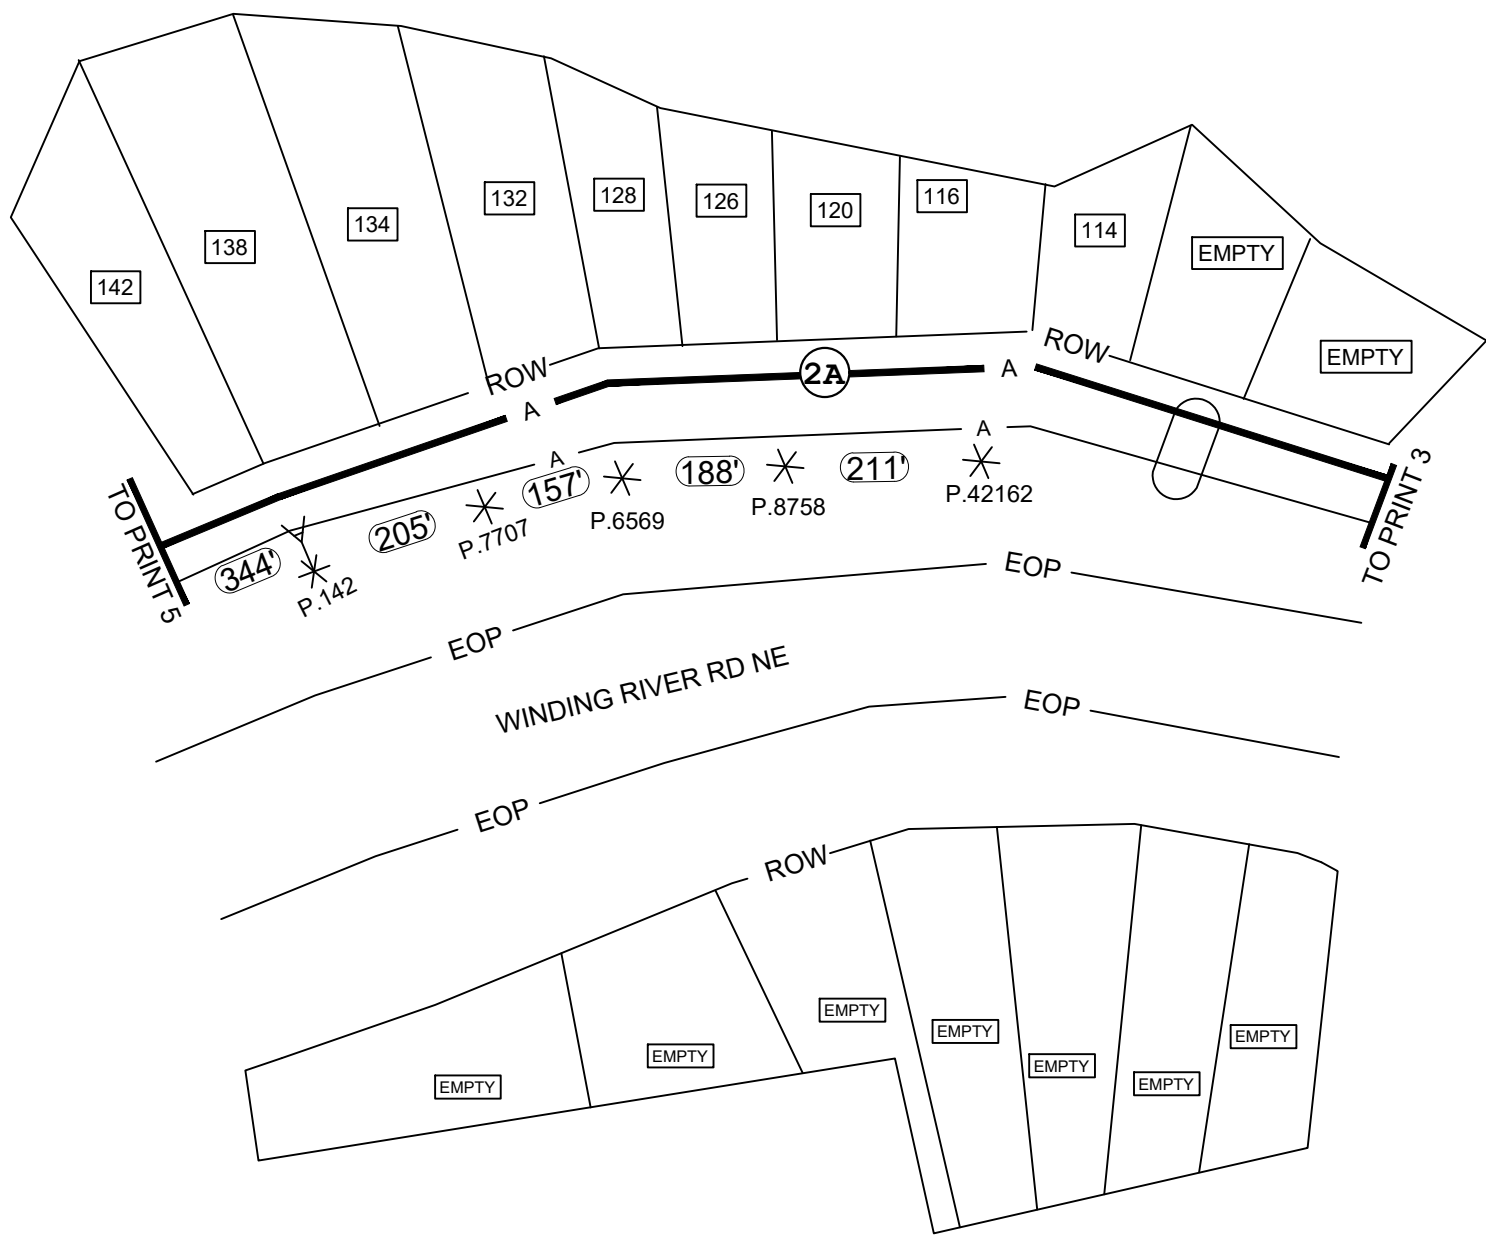 142
138
134
132
128
126
120
116
114
EMPTY
EMPTY
ROW
ROW
A
2A
A
A
A
TO PRINT 5
344'
205'
157'
188'
211'
TO PRINT 3
P.142
P.7707
P.6569
P.8758
P.42162
EOP
EOP
WINDING RIVER RD NE
EOP
EOP
ROW
EMPTY
EMPTY
EMPTY
EMPTY
EMPTY
EMPTY
EMPTY